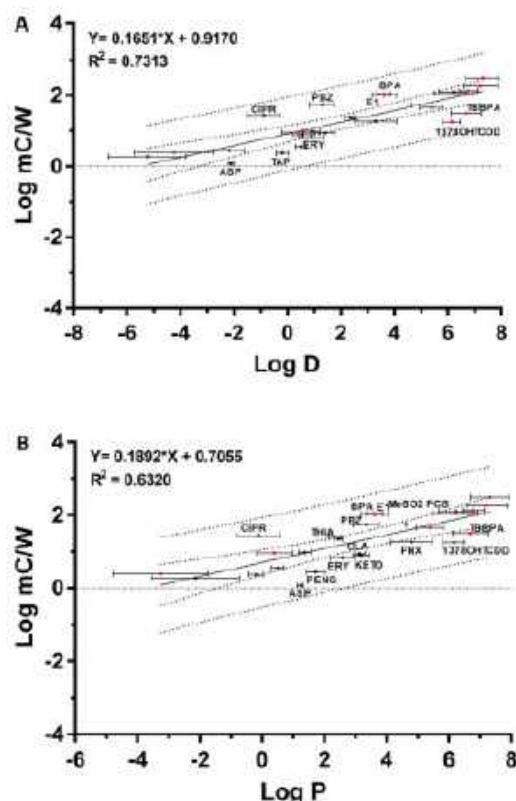 A
Y= 0.1651*X + 0.9170
R² = 0.7313
4
2
0
-2
-4
Log mC/W
CIPR
PBZ
BPA
E1
ERY
TAP
ASP
TBBPA
1378OHTCDD
-8 -6 -4 -2 0 2 4 6 8
Log D
B
Y= 0.1892*X + 0.7055
R² = 0.6320
4
2
0
-2
-4
Log mC/W
CIPR
PBZ
BPA E
MeSO2 PCB
THIA
ERY
KETO
PENG
ASP
FNX
TBBPA
1378OHTCDD
-6 -4 -2 0 2 4 6 8
Log P